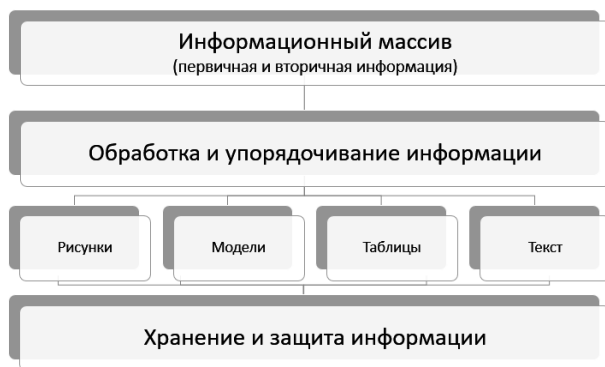 Информационный массив
(первичная и вторичная информация)
Обработка и упорядочивание информации
Рисунки
Модели
Таблицы
Текст
Хранение и защита информации